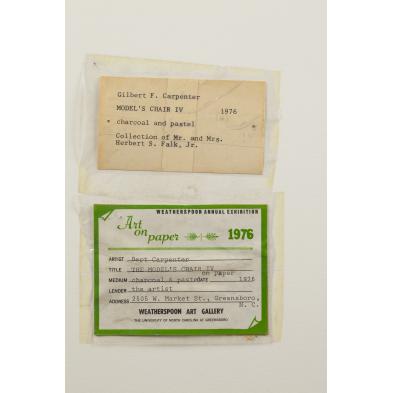 Gilbert F. Carpenter
MODEL'S CHAIR IV 1976
charcoal and pastel
Collection of Mr. and Mrs.
Herbert S. Falk, Jr.
WEATHERSPOON ANNUAL EXHIBITION
Art
on paper 1976
ARTIST Bept Carpenter
TITLE THE MODEL'S CHAIR IV
on paper
MEDIUM charcoal & pastel DATE 1976
LENDER the artist
ADDRESS 2505 W. Market St., Greensboro,
N. C.
WEATHERSPOON ART GALLERY
THE UNIVERSITY OF NORTH CAROLINA AT GREENSBORO